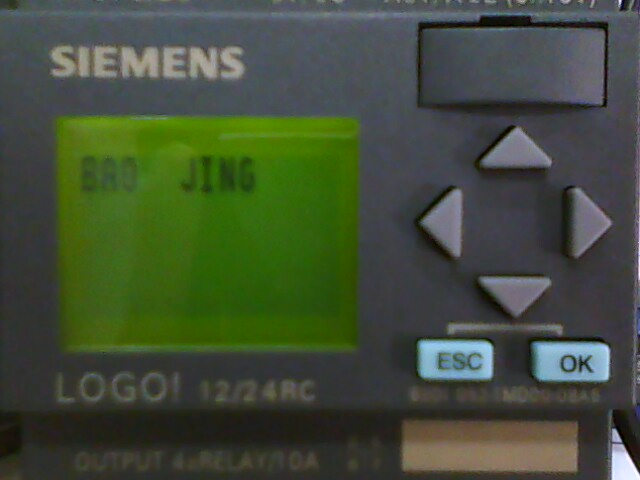 SIEMENS
BAO JING
ESC OK
LOGO! 12/24RC
OUTPUT 4xRELAY/10A